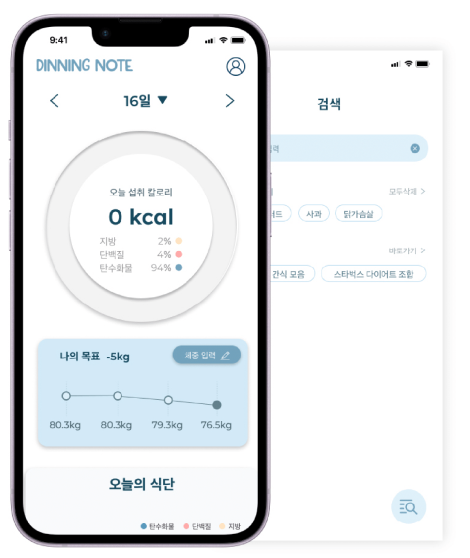 9:41
DINNING NOTE
16일 ▼
오늘 섭취 칼로리
0 kcal
지방 2%
단백질 4%
탄수화물 94%
나의 목표 -5kg
체중 입력
80.3kg 80.3kg 79.3kg 76.5kg
오늘의 식단
탄수화물 단백질 지방
검색
모두삭제 >
사과 닭가슴살
바로가기 >
간식 모음 스타벅스 다이어트 조합